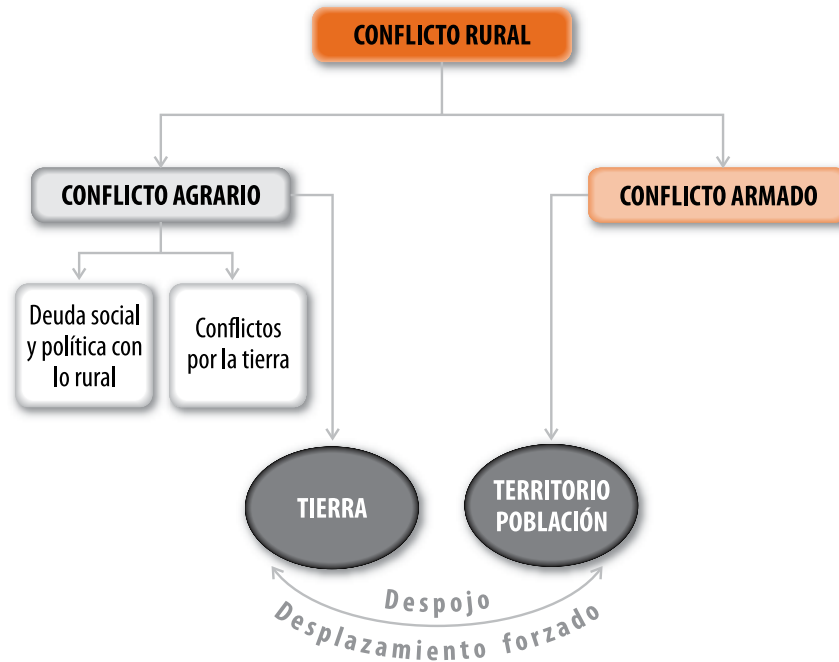 CONFLICTO RURAL
CONFLICTO AGRARIO
CONFLICTO ARMADO
Deuda social
y política con
lo rural
Conflictos
por la tierra
TIERRA
TERRITORIO
POBLACIÓN
Despojo
Desplazamiento forzado